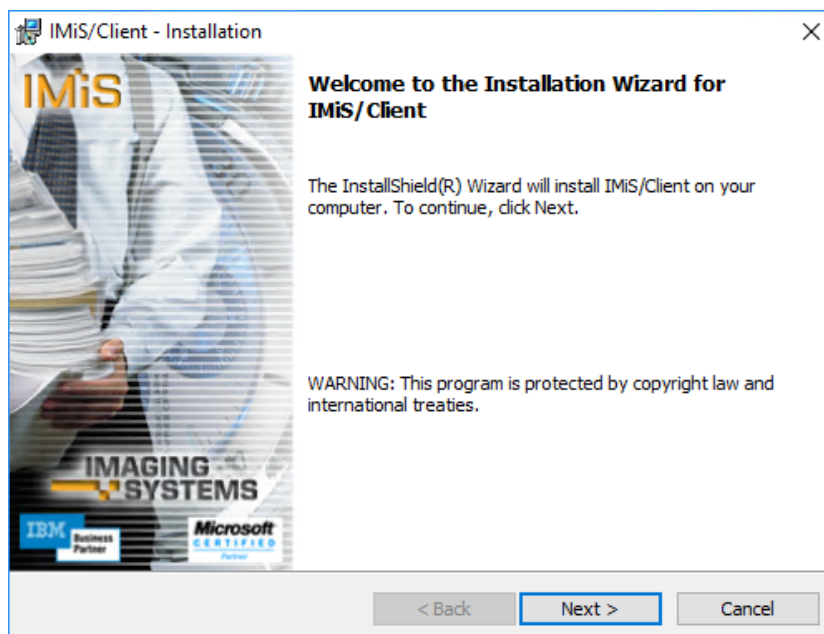 IMiS/Client - Installation
IMiS
Welcome to the Installation Wizard for
IMiS/Client
The InstallShield(R) Wizard will install IMiS/Client on your
computer. To continue, click Next.
WARNING: This program is protected by copyright law and
international treaties.
IMAGING
SYSTEMS
IBM
Business
Partner
Microsoft
CERTIFIED
Partner
< Back
Next >
Cancel